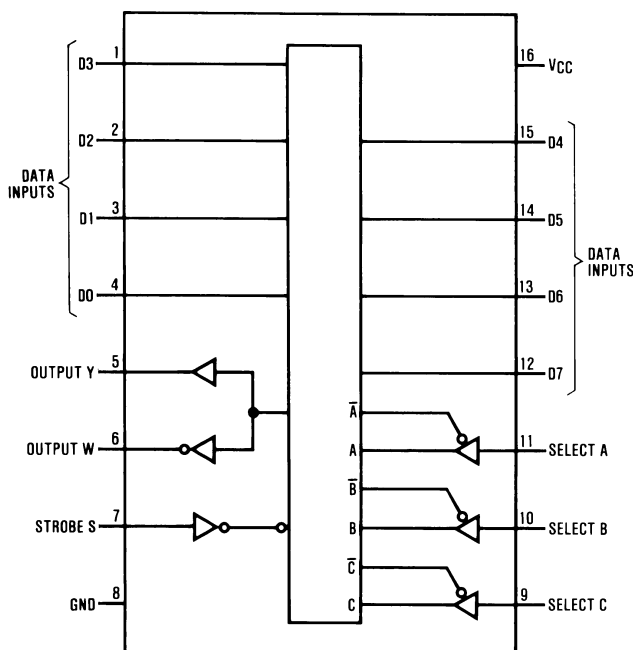 D3 1
D2 2
D1 3
D0 4
DATA
INPUTS
OUTPUT Y 5
OUTPUT W 6
STROBE S 7
GND 8
16 VCC
15 D4
14 D5
13 D6
12 D7
DATA
INPUTS
A̅
A 11 SELECT A
B̅
B 10 SELECT B
C̅
C 9 SELECT C